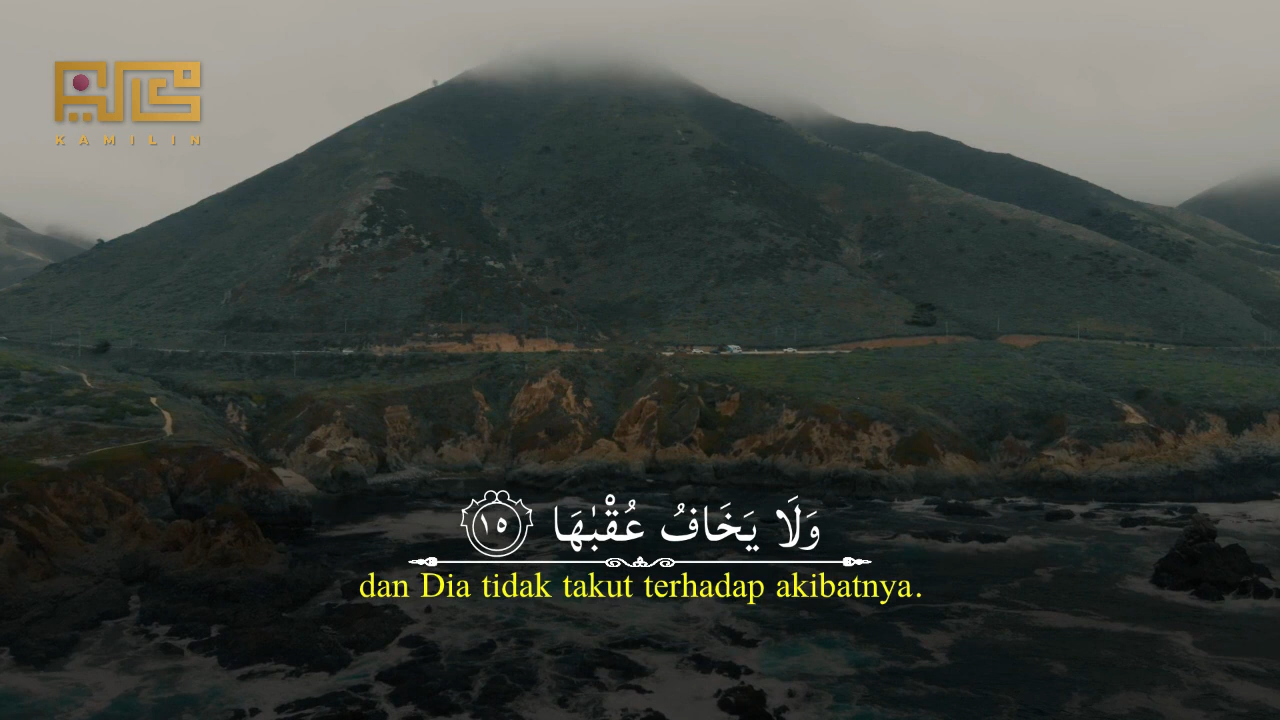 KAMILIN
وَلَا يَخَافُ عُقْبٰهَا ١٥
dan Dia tidak takut terhadap akibatnya.